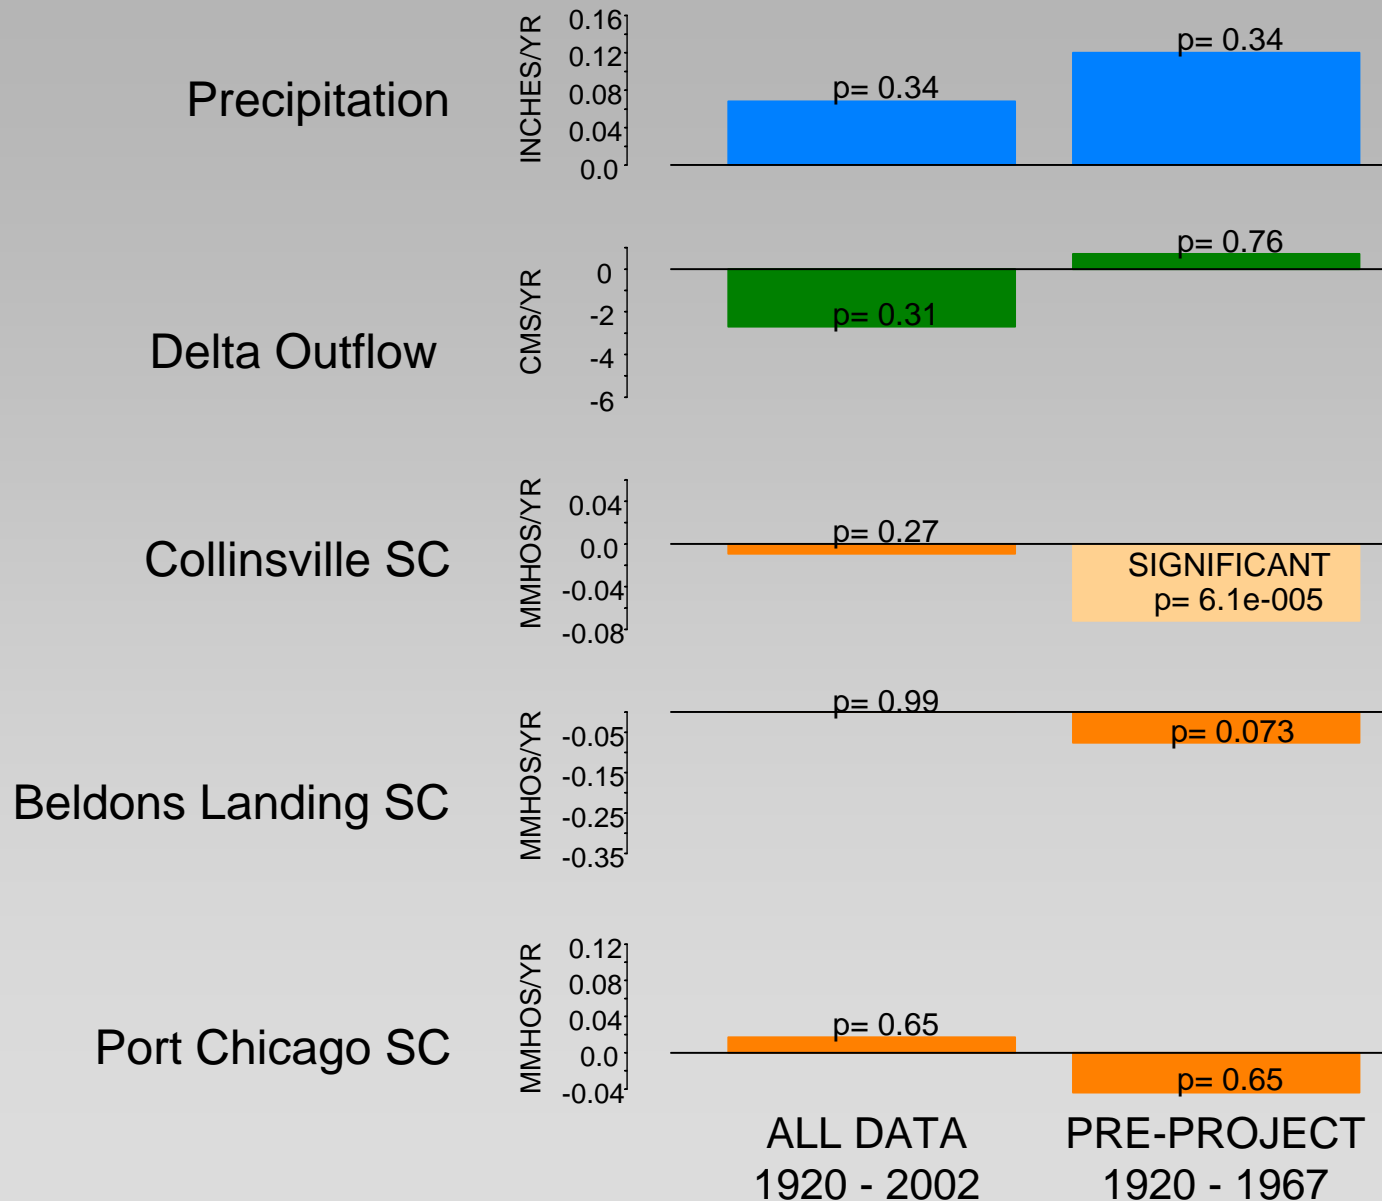 Precipitation
INCHES/YR
0.16
0.12
0.08
0.04
0.0
p= 0.34
p= 0.34
Delta Outflow
CMS/YR
0
-2
-4
-6
p= 0.31
p= 0.76
Collinsville SC
MMHOS/YR
0.04
0.0
-0.04
-0.08
p= 0.27
SIGNIFICANT
p= 6.1e-005
Beldons Landing SC
MMHOS/YR
-0.05
-0.15
-0.25
-0.35
p= 0.99
p= 0.073
Port Chicago SC
MMHOS/YR
0.12
0.08
0.04
0.0
-0.04
p= 0.65
p= 0.65
ALL DATA
1920 - 2002
PRE-PROJECT
1920 - 1967